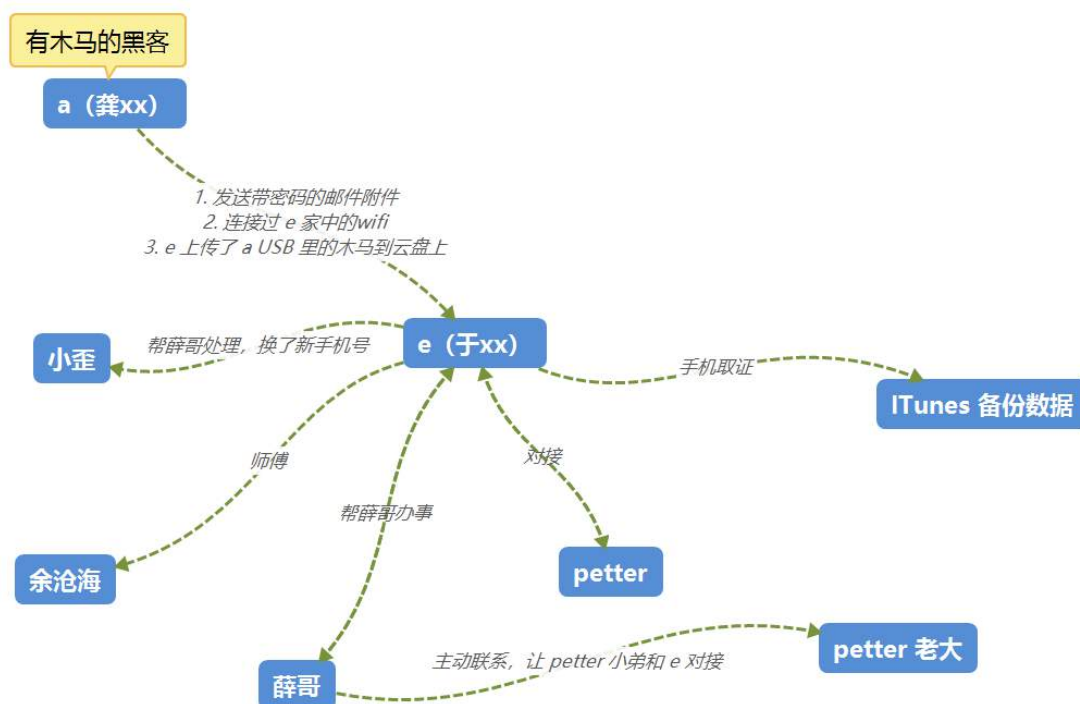 有木马的黑客
a（龚xx）
1. 发送带密码的邮件附件
2. 连接过 e 家中的wifi
3. e 上传了 a USB 里的木马到云盘上
e（于xx）
小歪
帮薛哥处理，换了新手机号
手机取证
ITunes 备份数据
师傅
对接
帮薛哥办事
余沧海
petter
petter 老大
主动联系，让 petter 小弟和 e 对接
薛哥